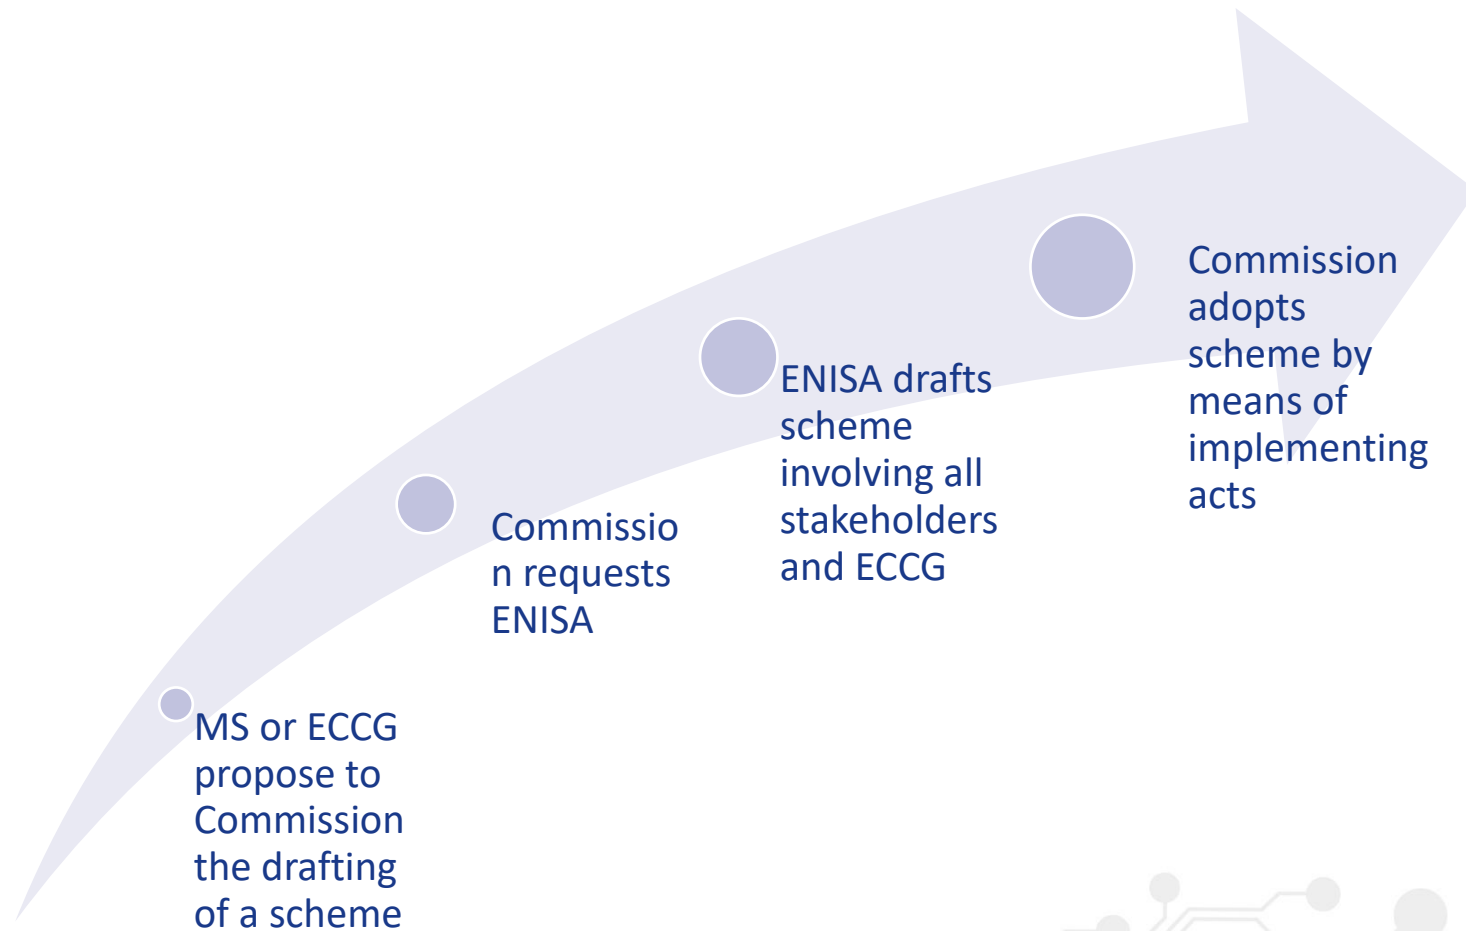 MS or ECCG
propose to
Commission
the drafting
of a scheme
Commissio
n requests
ENISA
ENISA drafts
scheme
involving all
stakeholders
and ECCG
Commission
adopts
scheme by
means of
implementing
acts